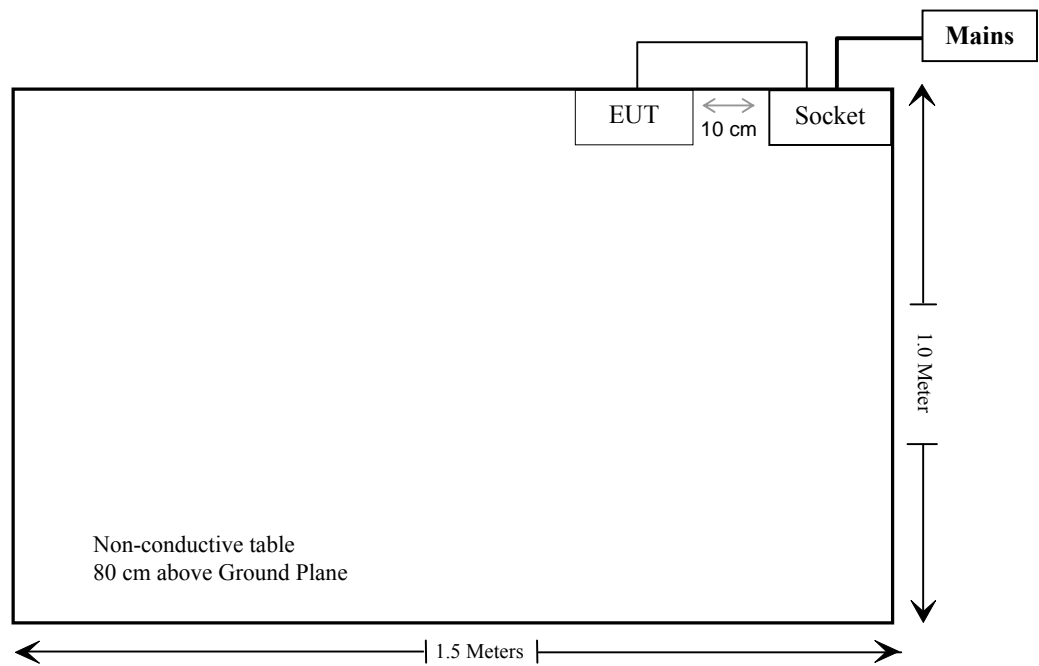 Mains
EUT
10 cm
Socket
1.0 Meter
Non-conductive table
80 cm above Ground Plane
1.5 Meters